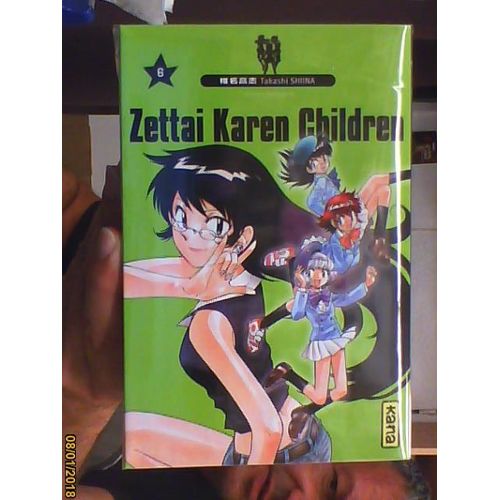 6
椎名高志 Takashi SHIINA
Zettai Karen Children
kana
08/01/2018